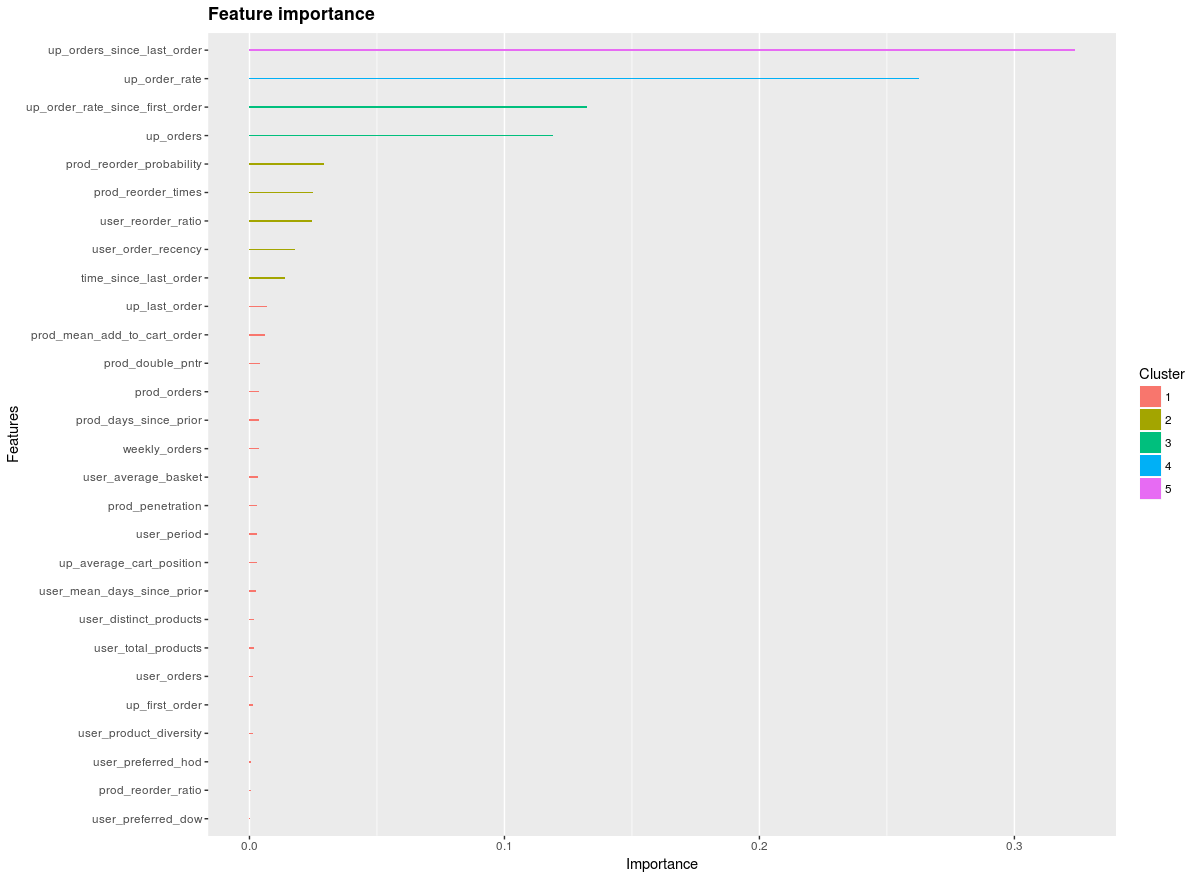 Feature importance
up_orders_since_last_order
up_order_rate
up_order_rate_since_first_order
up_orders
prod_reorder_probability
prod_reorder_times
user_reorder_ratio
user_order_recency
time_since_last_order
up_last_order
prod_mean_add_to_cart_order
prod_double_pntr
prod_orders
prod_days_since_prior
weekly_orders
user_average_basket
prod_penetration
user_period
up_average_cart_position
user_mean_days_since_prior
user_distinct_products
user_total_products
user_orders
up_first_order
user_product_diversity
user_preferred_hod
prod_reorder_ratio
user_preferred_dow
Features
0.0 0.1 0.2 0.3
Importance
Cluster
1
2
3
4
5